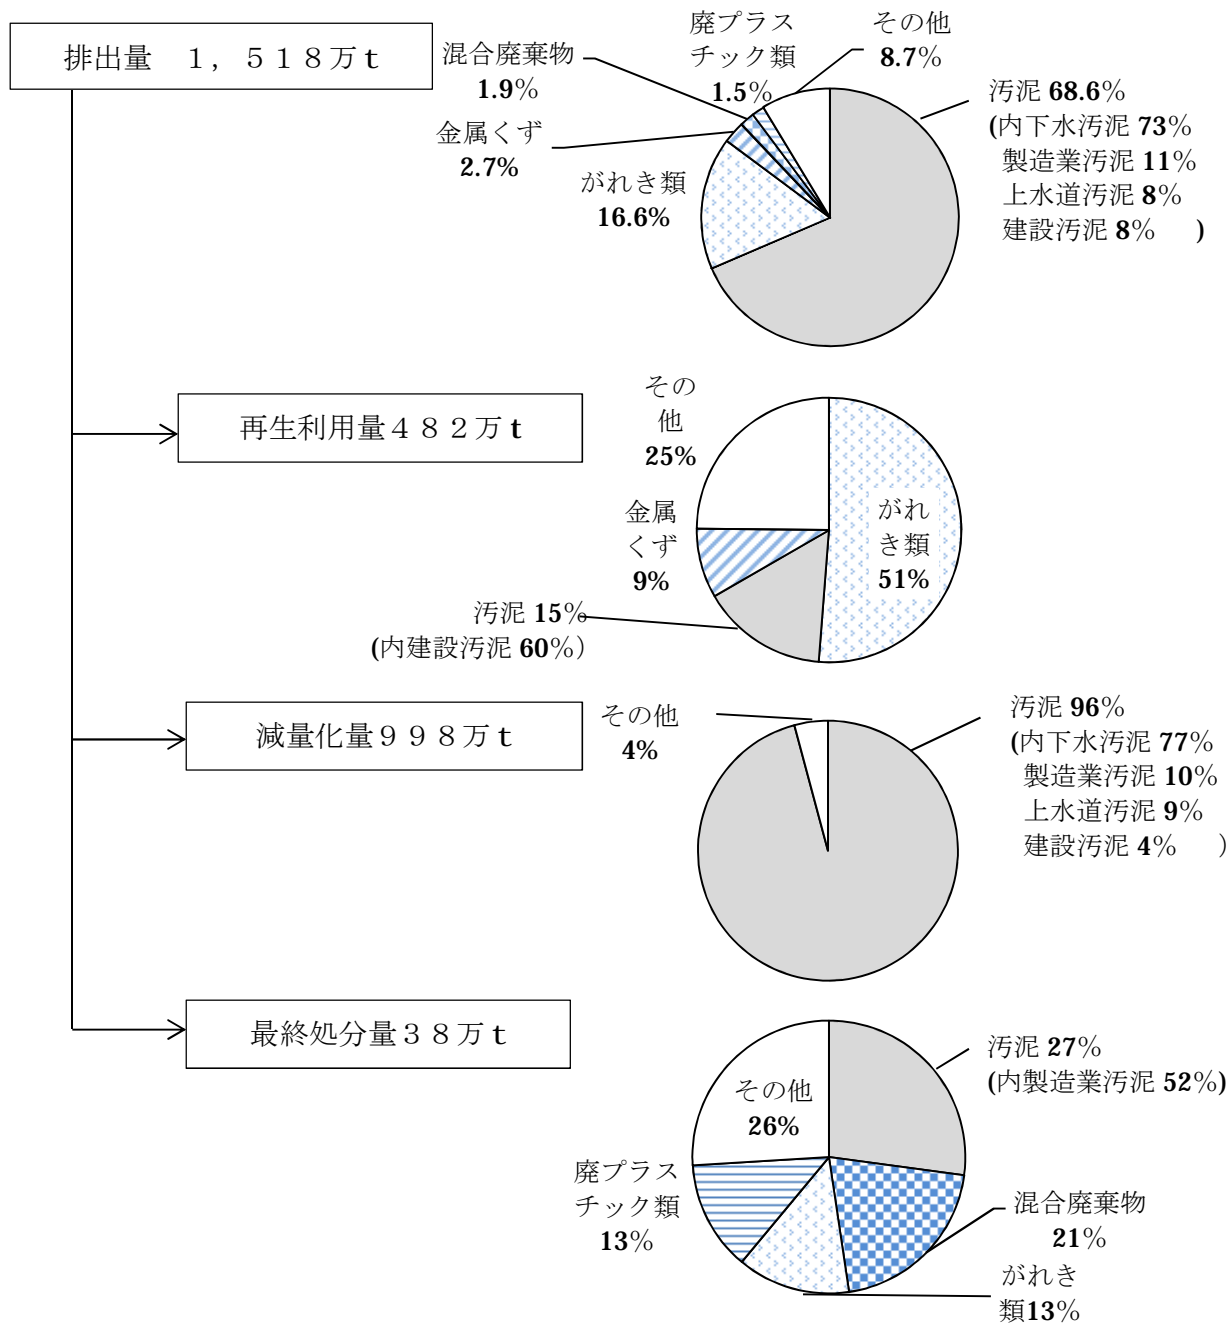 排出量　１，５１８万 t
混合廃棄物
1.9%
廃プラス
チック類
1.5%
その他
8.7%
金属くず
2.7%
がれき類
16.6%
汚泥 68.6%
(内下水汚泥 73%
製造業汚泥 11%
上水道汚泥 8%
建設汚泥 8%　)
再生利用量４８２万 t
その
他
25%
金属
くず
9%
がれ
き類
51%
汚泥 15%
(内建設汚泥 60%）
減量化量９９８万 t
その他
4%
汚泥 96%
(内下水汚泥 77%
製造業汚泥 10%
上水道汚泥 9%
建設汚泥 4%　）
最終処分量３８万 t
その他
26%
汚泥 27%
(内製造業汚泥 52%)
廃プラス
チック類
13%
混合廃棄物
21%
がれき
類13%